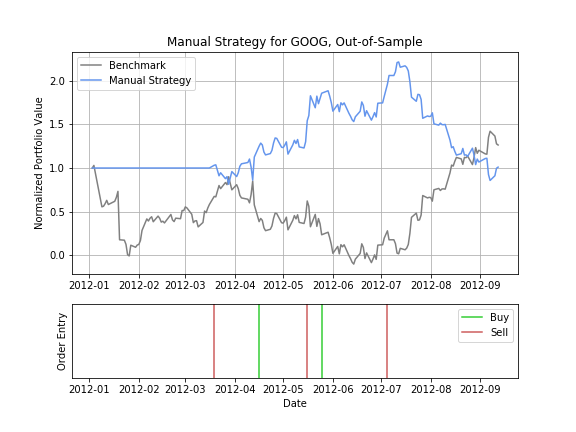 Manual Strategy for GOOG, Out-of-Sample
Benchmark
Manual Strategy
Normalized Portfolio Value
2.0
1.5
1.0
0.5
0.0
2012-01 2012-02 2012-03 2012-04 2012-05 2012-06 2012-07 2012-08 2012-09
Order Entry
Buy
Sell
2012-01 2012-02 2012-03 2012-04 2012-05 2012-06 2012-07 2012-08 2012-09
Date